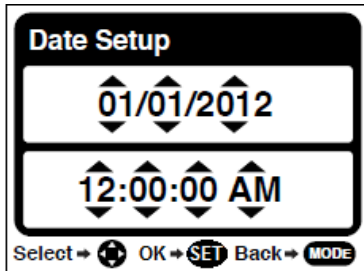 Date Setup
01/01/2012
12:00:00 AM
Select → OK → SET Back → MODE